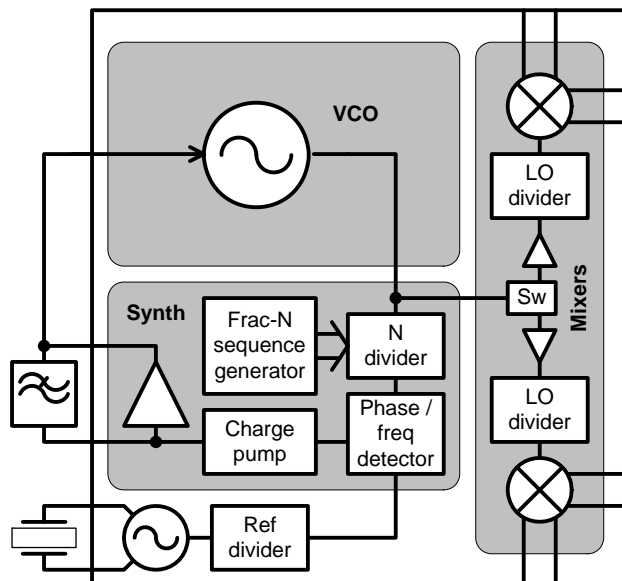 VCO
LO
divider
Sw
Mixers
LO
divider
Synth
Frac-N
sequence
generator
N
divider
Charge
pump
Phase /
freq
detector
Ref
divider